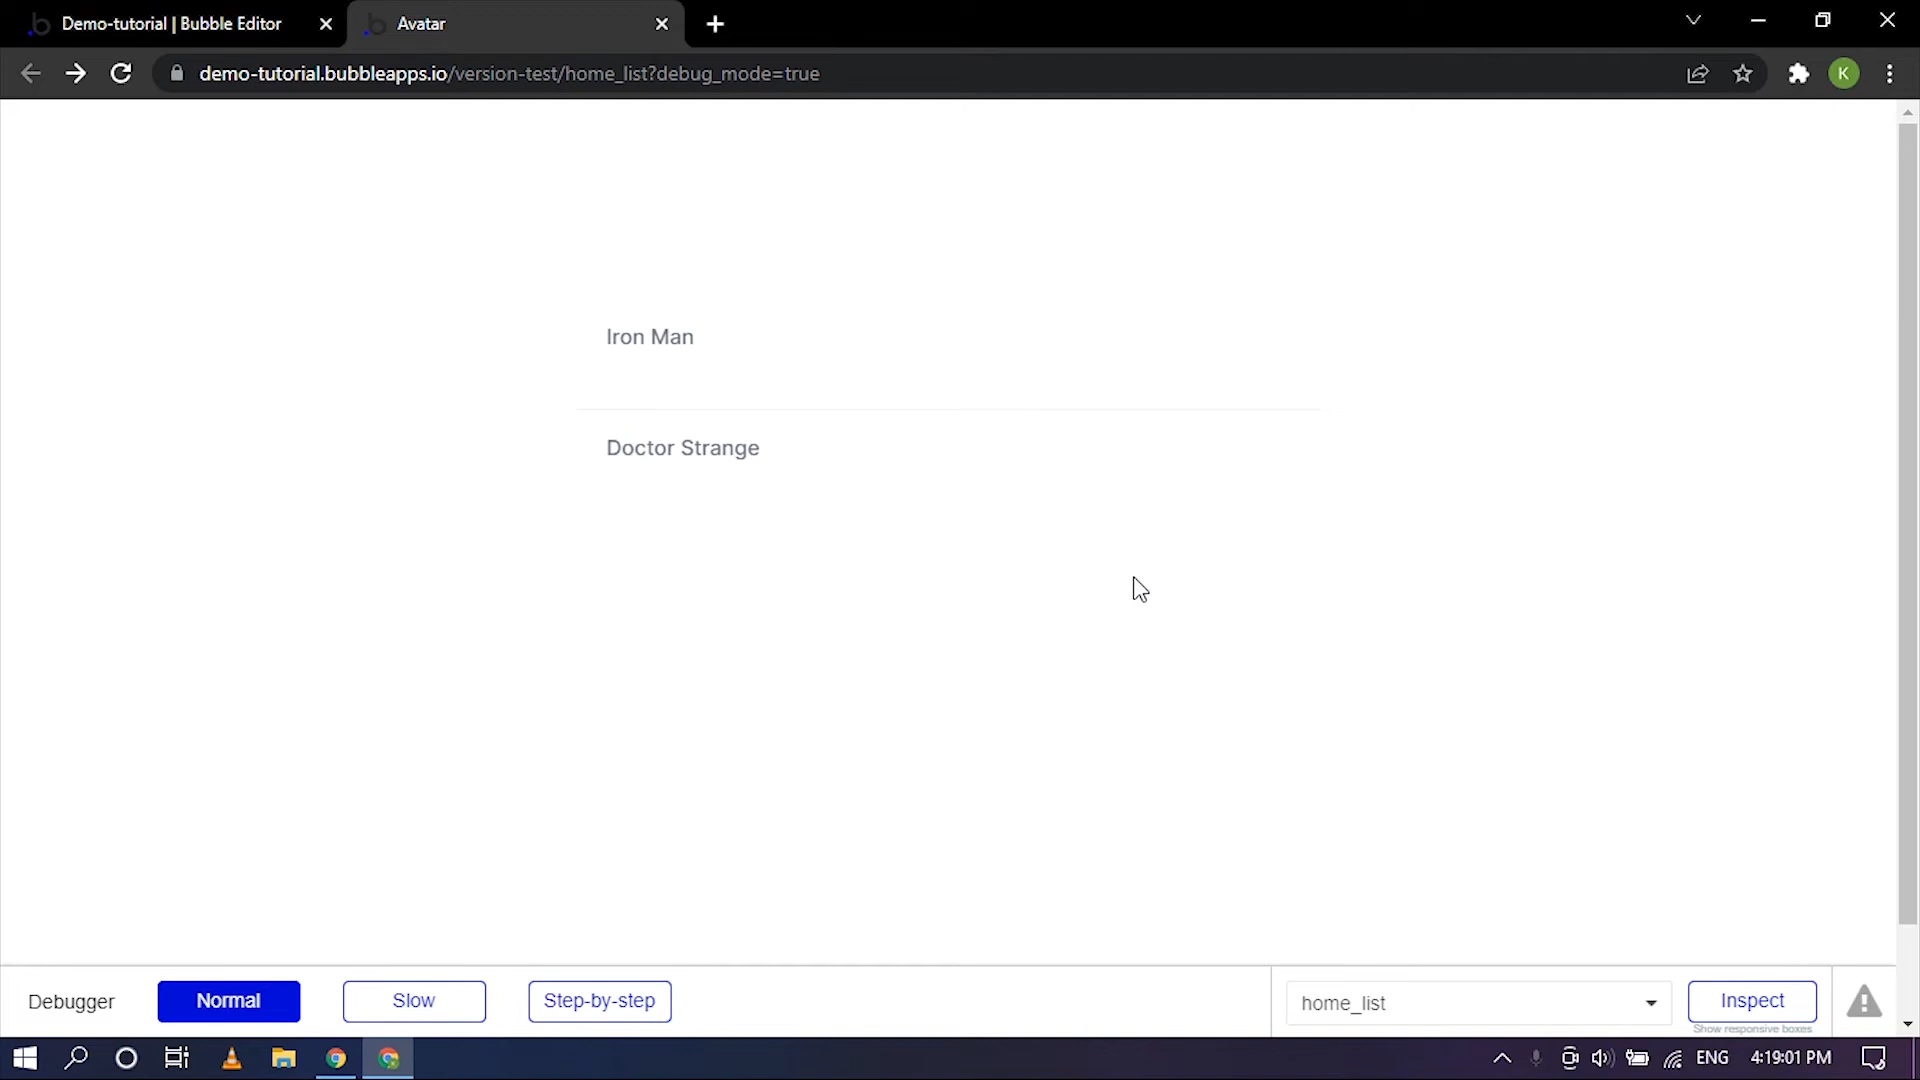 Demo-tutorial | Bubble Editor
Avatar
demo-tutorial.bubbleapps.io/version-test/home_list?debug_mode=true
K
Iron Man
Doctor Strange
Debugger
Normal
Slow
Step-by-step
home_list
Inspect
Show responsive boxes
ENG
4:19:01 PM